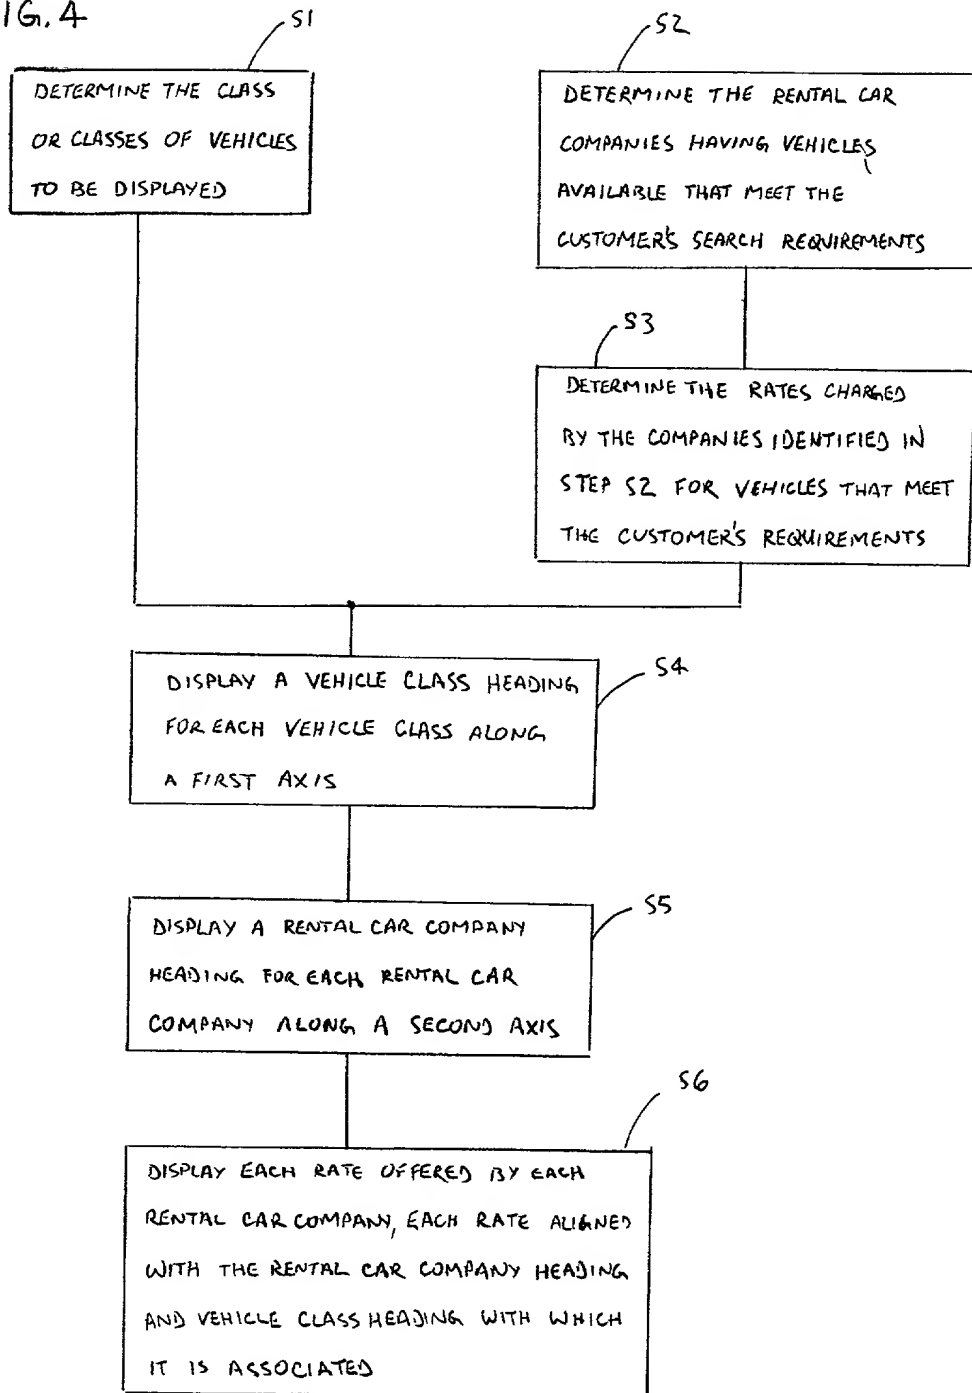 IG. 4
S1
DETERMINE THE CLASS
OR CLASSES OF VEHICLES
TO BE DISPLAYED
S2
DETERMINE THE RENTAL CAR
COMPANIES HAVING VEHICLES
AVAILABLE THAT MEET THE
CUSTOMER'S SEARCH REQUIREMENTS
S3
DETERMINE THE RATES CHARGED
BY THE COMPANIES IDENTIFIED IN
STEP S2 FOR VEHICLES THAT MEET
THE CUSTOMER'S REQUIREMENTS
S4
DISPLAY A VEHICLE CLASS HEADING
FOR EACH VEHICLE CLASS ALONG
A FIRST AXIS
S5
DISPLAY A RENTAL CAR COMPANY
HEADING FOR EACH RENTAL CAR
COMPANY ALONG A SECOND AXIS
S6
DISPLAY EACH RATE OFFERED BY EACH
RENTAL CAR COMPANY, EACH RATE ALIGNED
WITH THE RENTAL CAR COMPANY HEADING
AND VEHICLE CLASS HEADING WITH WHICH
IT IS ASSOCIATED